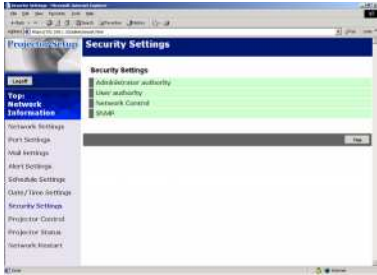 Projector Setup
Security Settings
Logoff
Top:
Network
Information
Network Settings
Port Settings
Mail Settings
Alert Settings
Schedule Settings
Date/Time Settings
Security Settings
Projector Control
Projector Status
Network Restart
Security Settings
Administrator authority
User authority
Network Control
SNMP
Top